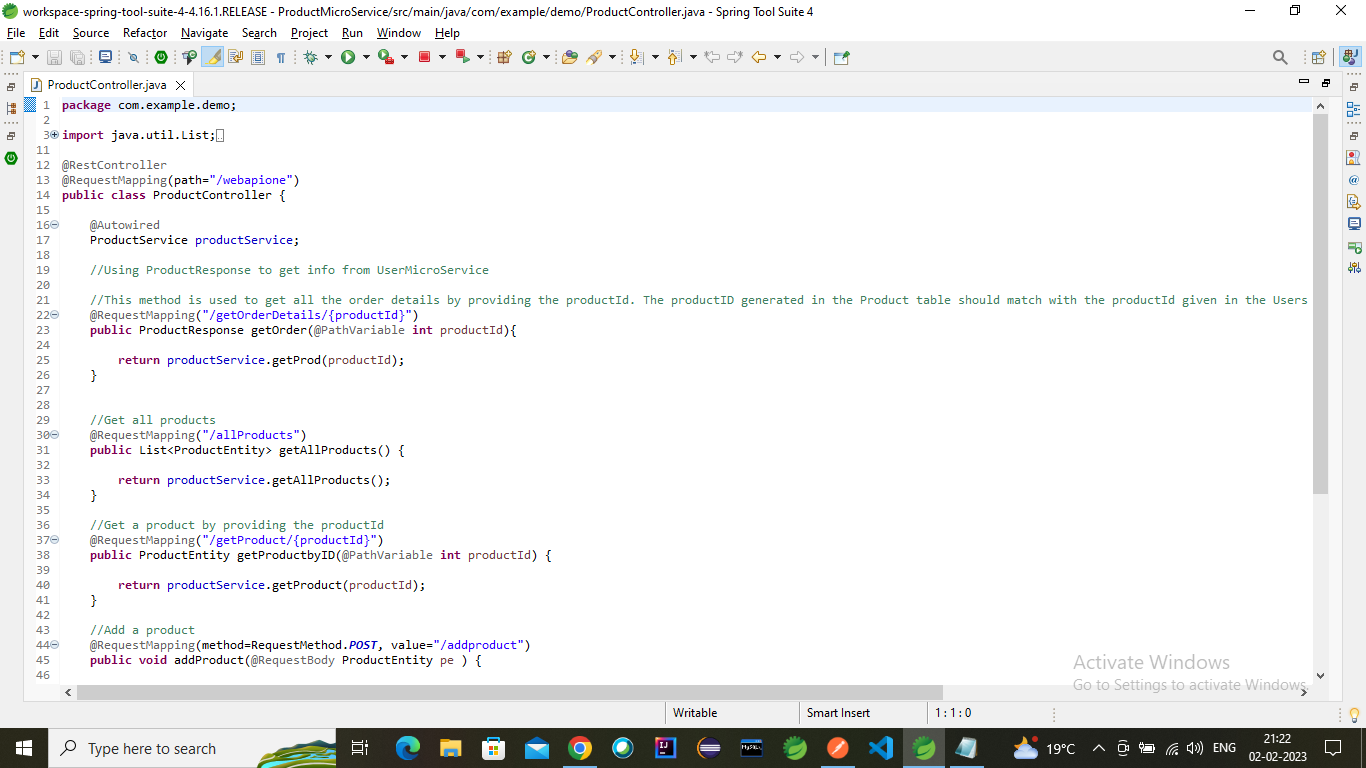 workspace-spring-tool-suite-4-4.16.1.RELEASE - ProductMicroService/src/main/java/com/example/demo/ProductController.java - Spring Tool Suite 4
File Edit Source Refactor Navigate Search Project Run Window Help
ProductController.java
1 package com.example.demo;
2
3 import java.util.List;
11
12 @RestController
13 @RequestMapping(path="/webapione")
14 public class ProductController {
15
16 @Autowired
17 ProductService productService;
18
19 //Using ProductResponse to get info from UserMicroService
20
21 //This method is used to get all the order details by providing the productId. The productID generated in the Product table should match with the productId given in the Users
22 @RequestMapping("/getOrderDetails/{productId}")
23 public ProductResponse getOrder(@PathVariable int productId){
24
25 return productService.getProd(productId);
26 }
27
28
29 //Get all products
30 @RequestMapping("/allProducts")
31 public List<ProductEntity> getAllProducts() {
32
33 return productService.getAllProducts();
34 }
35
36 //Get a product by providing the productId
37 @RequestMapping("/getProduct/{productId}")
38 public ProductEntity getProductbyID(@PathVariable int productId) {
39
40 return productService.getProduct(productId);
41 }
42
43 //Add a product
44 @RequestMapping(method=RequestMethod.POST, value="/addproduct")
45 public void addProduct(@RequestBody ProductEntity pe ) {
46
Activate Windows
Go to Settings to activate Windows.
Writable Smart Insert 1 : 1 : 0
Type here to search
MySQL
19°C ENG 21:22
02-02-2023